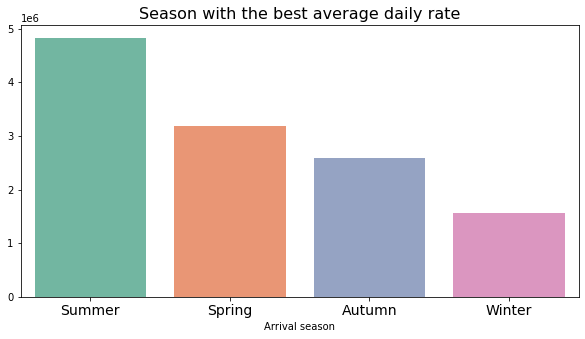 Season with the best average daily rate
1e6
5
4
3
2
1
0
Summer Spring Autumn Winter
Arrival season